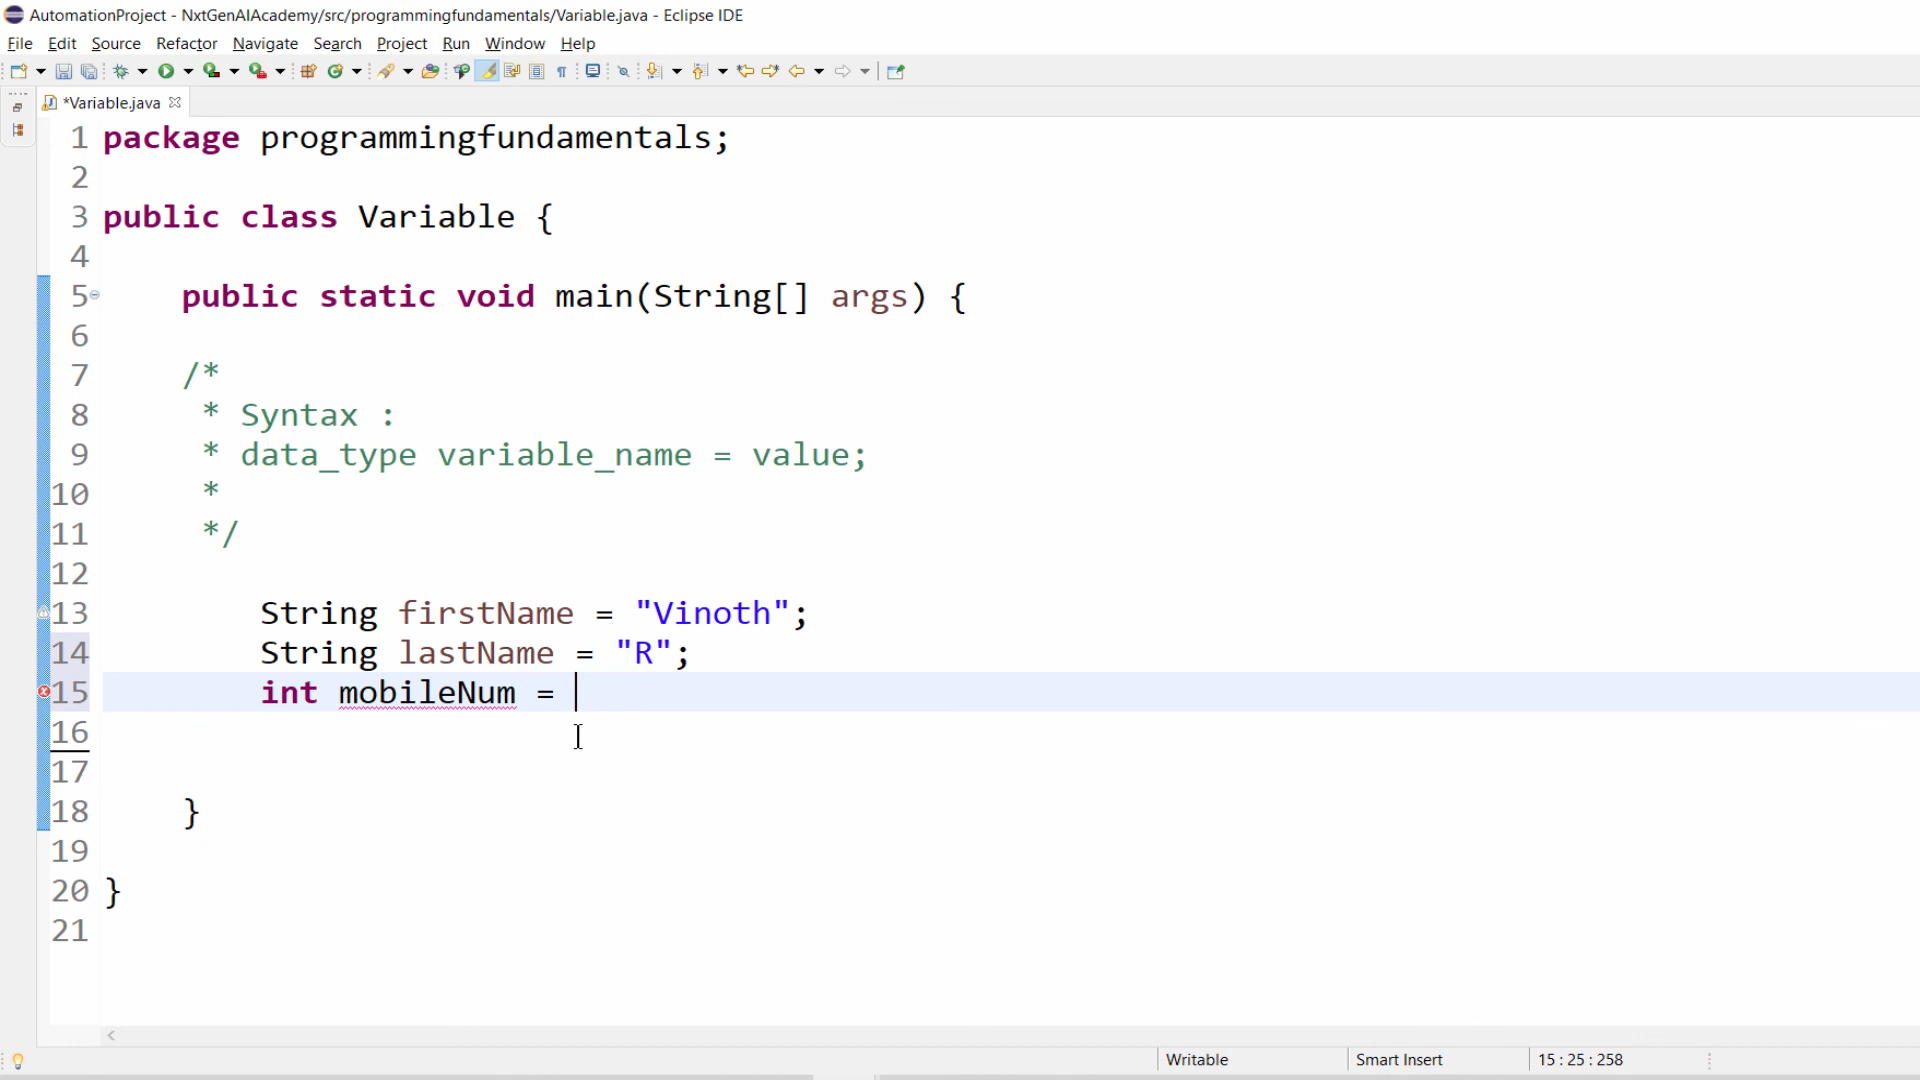 AutomationProject - NxtGenAIAcademy/src/programmingfundamentals/Variable.java - Eclipse IDE
File Edit Source Refactor Navigate Search Project Run Window Help
*Variable.java
1 package programmingfundamentals;
2
3 public class Variable {
4
5 public static void main(String[] args) {
6
7 /*
8 * Syntax :
9 * data_type variable_name = value;
10 *
11 */
12
13 String firstName = "Vinoth";
14 String lastName = "R";
15 int mobileNum =
16
17
18 }
19
20 }
21
Writable Smart Insert 15 : 25 : 258